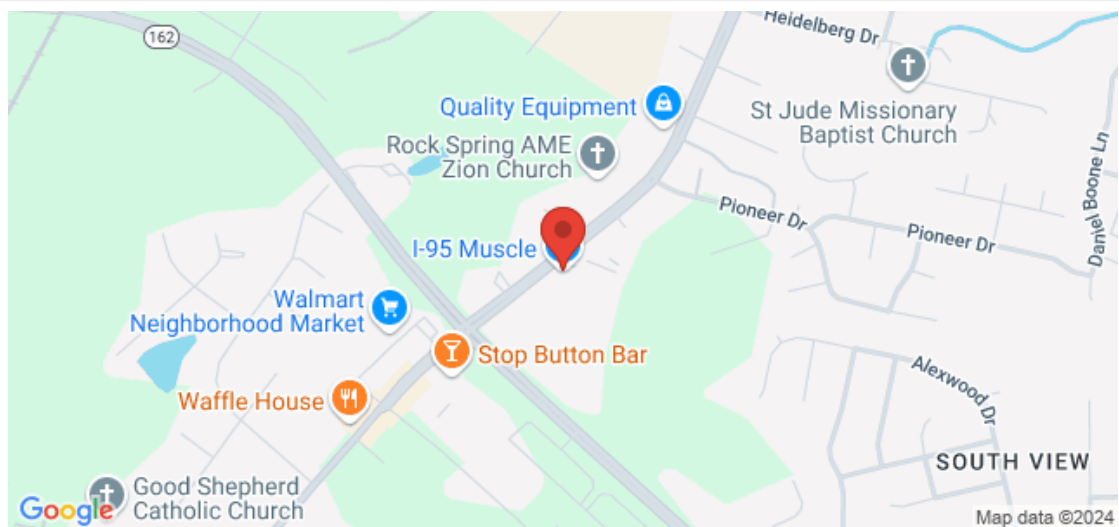 162
Heidelberg Dr
Quality Equipment
St Jude Missionary
Baptist Church
Rock Spring AME
Zion Church
Daniel Boone Ln
Pioneer Dr
Pioneer Dr
I-95 Muscle
Walmart
Neighborhood Market
Stop Button Bar
Alexwood Dr
Waffle House
SOUTH VIEW
Good Shepherd
Catholic Church
Google
Map data ©2024